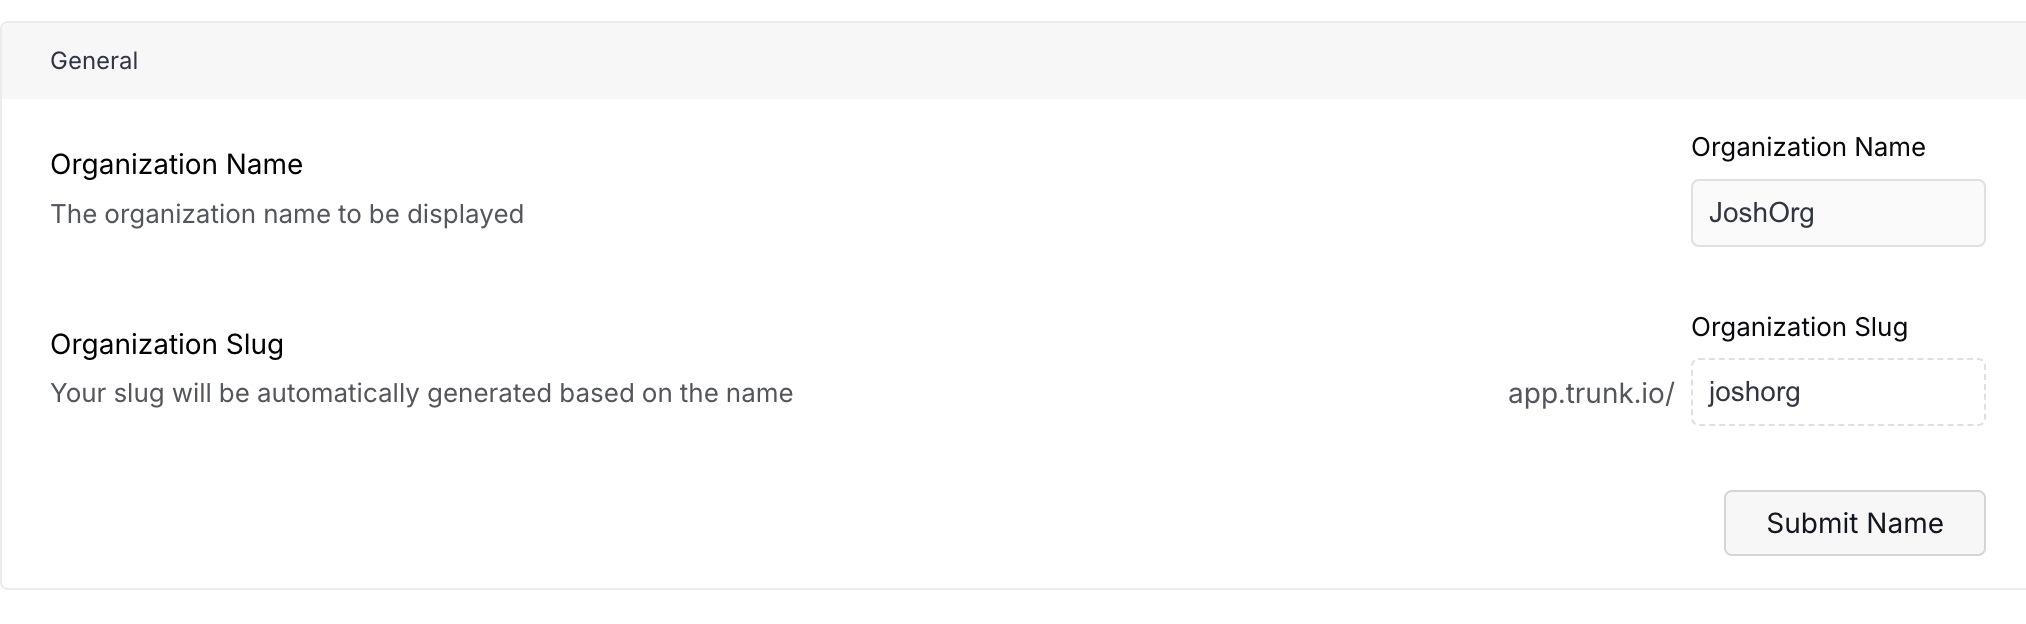 General
Organization Name
The organization name to be displayed
Organization Name
JoshOrg
Organization Slug
Your slug will be automatically generated based on the name
Organization Slug
app.trunk.io/ joshorg
Submit Name